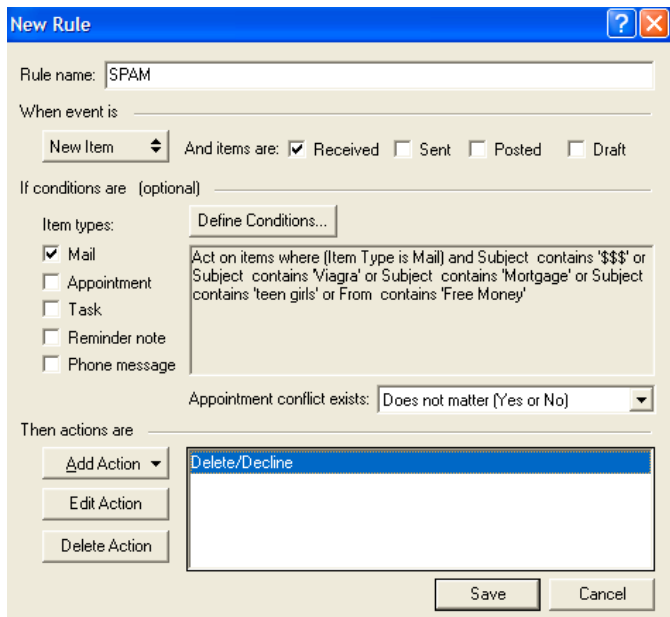 New Rule
Rule name: SPAM
When event is
New Item And items are: Received Sent Posted Draft
If conditions are (optional)
Item types: Define Conditions...
Mail
Appointment
Task
Reminder note
Phone message
Act on items where (Item Type is Mail) and Subject contains '$$$' or
Subject contains 'Viagra' or Subject contains 'Mortgage' or Subject
contains 'teen girls' or From contains 'Free Money'
Appointment conflict exists: Does not matter (Yes or No)
Then actions are
Add Action
Edit Action
Delete Action
Delete/Decline
Save Cancel